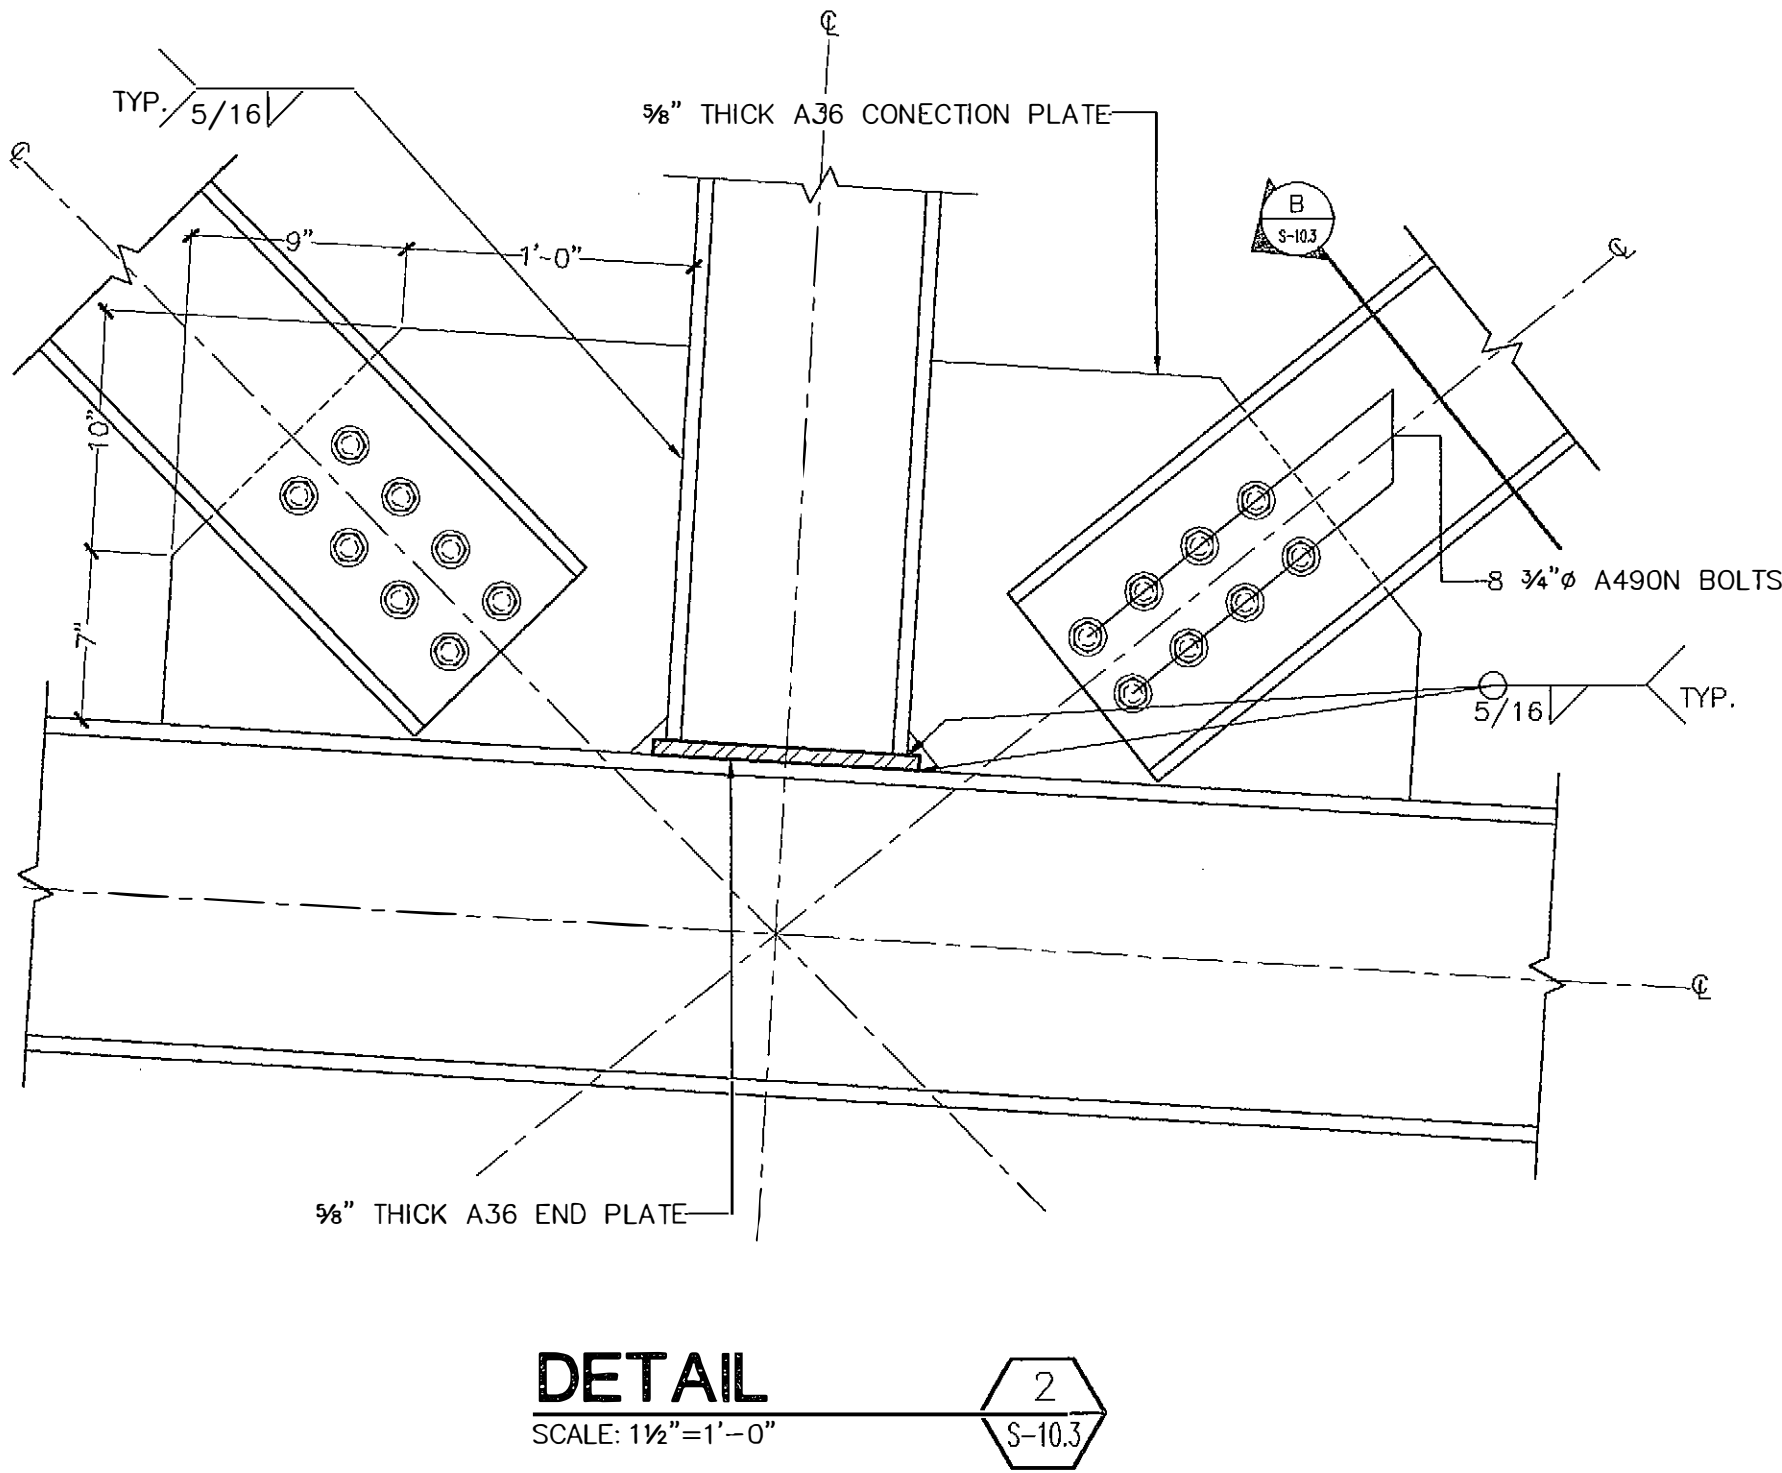 ℄
TYP.
5/16
⅝" THICK A36 CONECTION PLATE
℄
B
S-10.3
℄
9"
1'-0"
10"
7"
8 ¾"ø A490N BOLTS
5/16
TYP.
℄
⅝" THICK A36 END PLATE
DETAIL
SCALE: 1½"=1'-0"
2
S-10.3